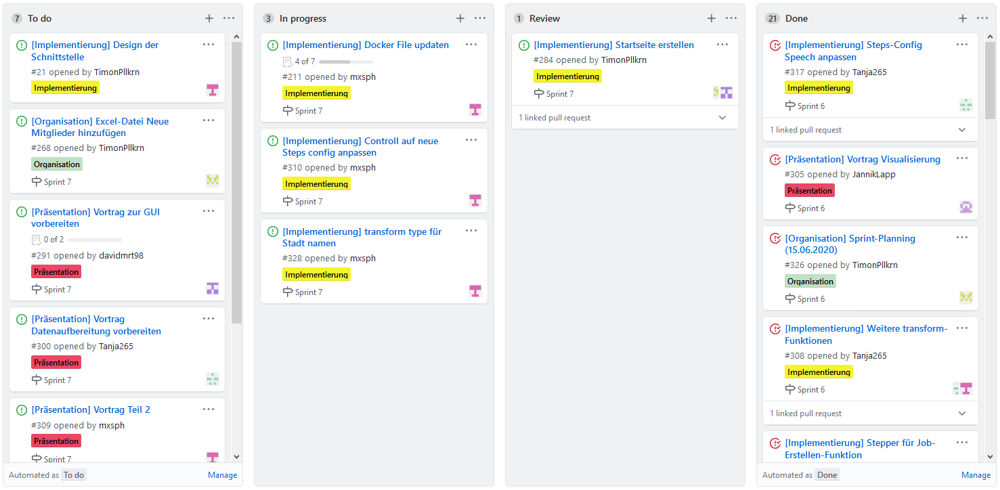 7 To do
[Implementierung] Design der
Schnittstelle
#21 opened by TimonPllkrn
Implementierung
[Organisation] Excel-Datei Neue
Mitglieder hinzufügen
#268 opened by TimonPllkrn
Organisation
Sprint 7
[Präsentation] Vortrag zur GUI
vorbereiten
0 of 2
#291 opened by davidmrt98
Präsentation
Sprint 7
[Präsentation] Vortrag
Datenaufbereitung vorbereiten
#300 opened by Tanja265
Präsentation
Sprint 7
[Präsentation] Vortrag Teil 2
#309 opened by mxsph
Präsentation
Sprint 7
Automated as To do Manage
3 In progress
[Implementierung] Docker File updaten
4 of 7
#211 opened by mxsph
Implementierung
Sprint 7
[Implementierung] Controll auf neue
Steps config anpassen
#310 opened by mxsph
Implementierung
Sprint 7
[Implementierung] transform type für
Stadt namen
#328 opened by mxsph
Implementierung
Sprint 7
1 Review
[Implementierung] Startseite erstellen
#284 opened by TimonPllkrn
Implementierung
Sprint 7
1 linked pull request
21 Done
[Implementierung] Steps-Config
Speech anpassen
#317 opened by Tanja265
Implementierung
Sprint 6
1 linked pull request
[Präsentation] Vortrag Visualisierung
#305 opened by JannikLapp
Präsentation
Sprint 6
[Organisation] Sprint-Planning
(15.06.2020)
#326 opened by TimonPllkrn
Organisation
Sprint 6
[Implementierung] Weitere transform-
Funktionen
#308 opened by Tanja265
Implementierung
Sprint 6
1 linked pull request
[Implementierung] Stepper für Job-
Erstellen-Funktion
Automated as Done Manage